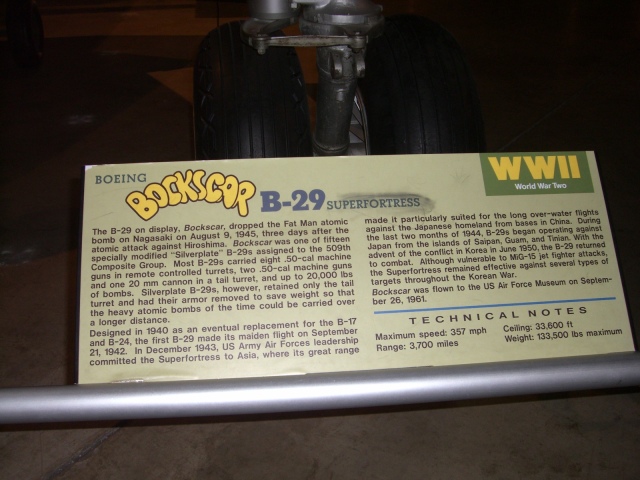 BOEING
BOCKSCAR
B-29 SUPERFORTRESS
WWII
World War Two
The B-29 on display, Bockscar, dropped the Fat Man atomic
bomb on Nagasaki on August 9, 1945, three days after the
atomic attack against Hiroshima. Bockscar was one of fifteen
specially modified "Silverplate" B-29s assigned to the 509th
Composite Group. Most B-29s carried eight .50-cal machine
guns in remote controlled turrets, two .50-cal machine guns
and one 20 mm cannon in a tail turret, and up to 20,000 lbs
of bombs. Silverplate B-29s, however, retained only the tail
turret and had their armor removed to save weight so that
the heavy atomic bombs of the time could be carried over
a longer distance.
Designed in 1940 as an eventual replacement for the B-17
and B-24, the first B-29 made its maiden flight on September
21, 1942. In December 1943, US Army Air Forces leadership
committed the Superfortress to Asia, where its great range
made it particularly suited for the long over-water flights
against the Japanese homeland from bases in China. During
the last two months of 1944, B-29s began operating against
Japan from the islands of Saipan, Guam, and Tinian. With the
advent of the conflict in Korea in June 1950, the B-29 returned
to combat. Although vulnerable to MiG-15 jet fighter attacks,
the Superfortress remained effective against several types of
targets throughout the Korean War.
Bockscar was flown to the US Air Force Museum on Septem-
ber 26, 1961.
TECHNICAL NOTES
Maximum speed: 357 mph
Range: 3,700 miles
Ceiling: 33,600 ft
Weight: 133,500 lbs maximum